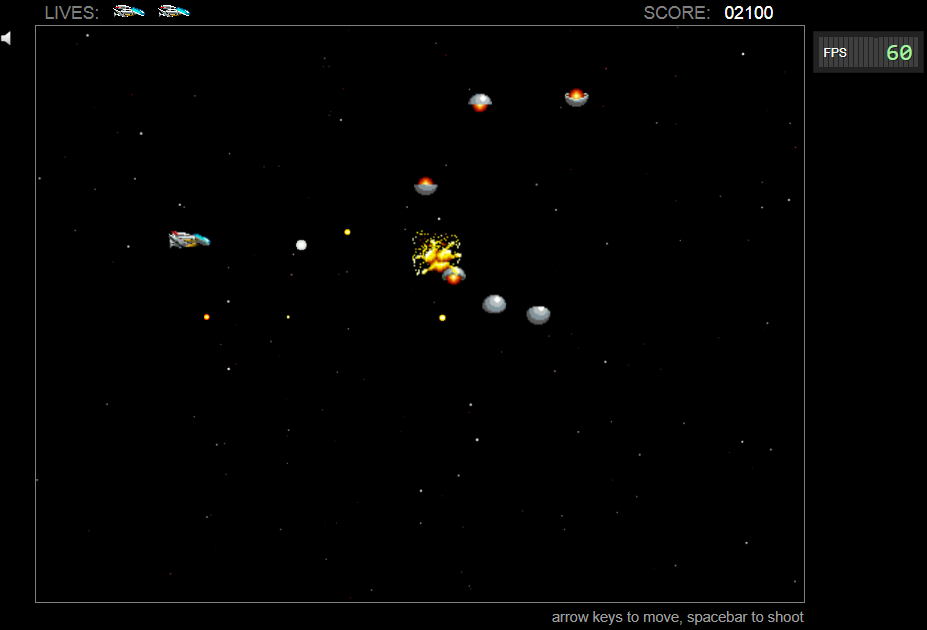 LIVES: SCORE: 02100
FPS 60
arrow keys to move, spacebar to shoot